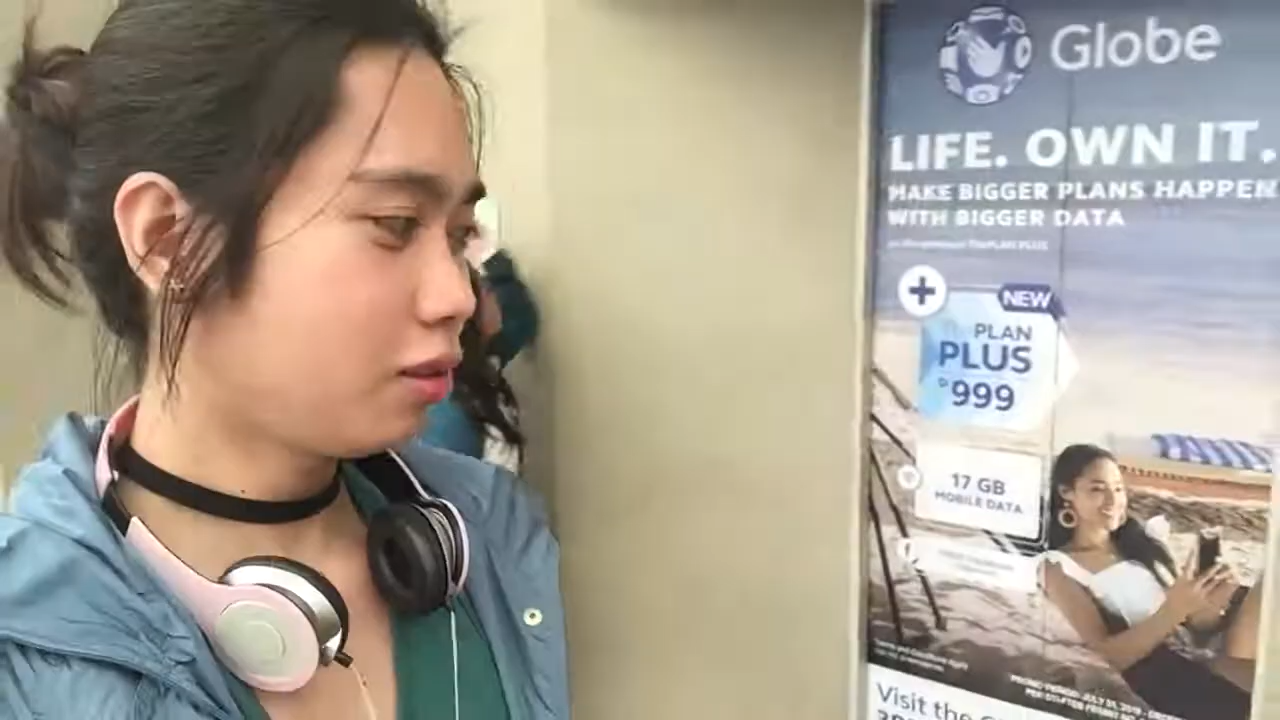 Globe
LIFE. OWN IT.
MAKE BIGGER PLANS HAPPEN
WITH BIGGER DATA
NEW
PLAN
PLUS
₱999
17 GB
MOBILE DATA
Visit the